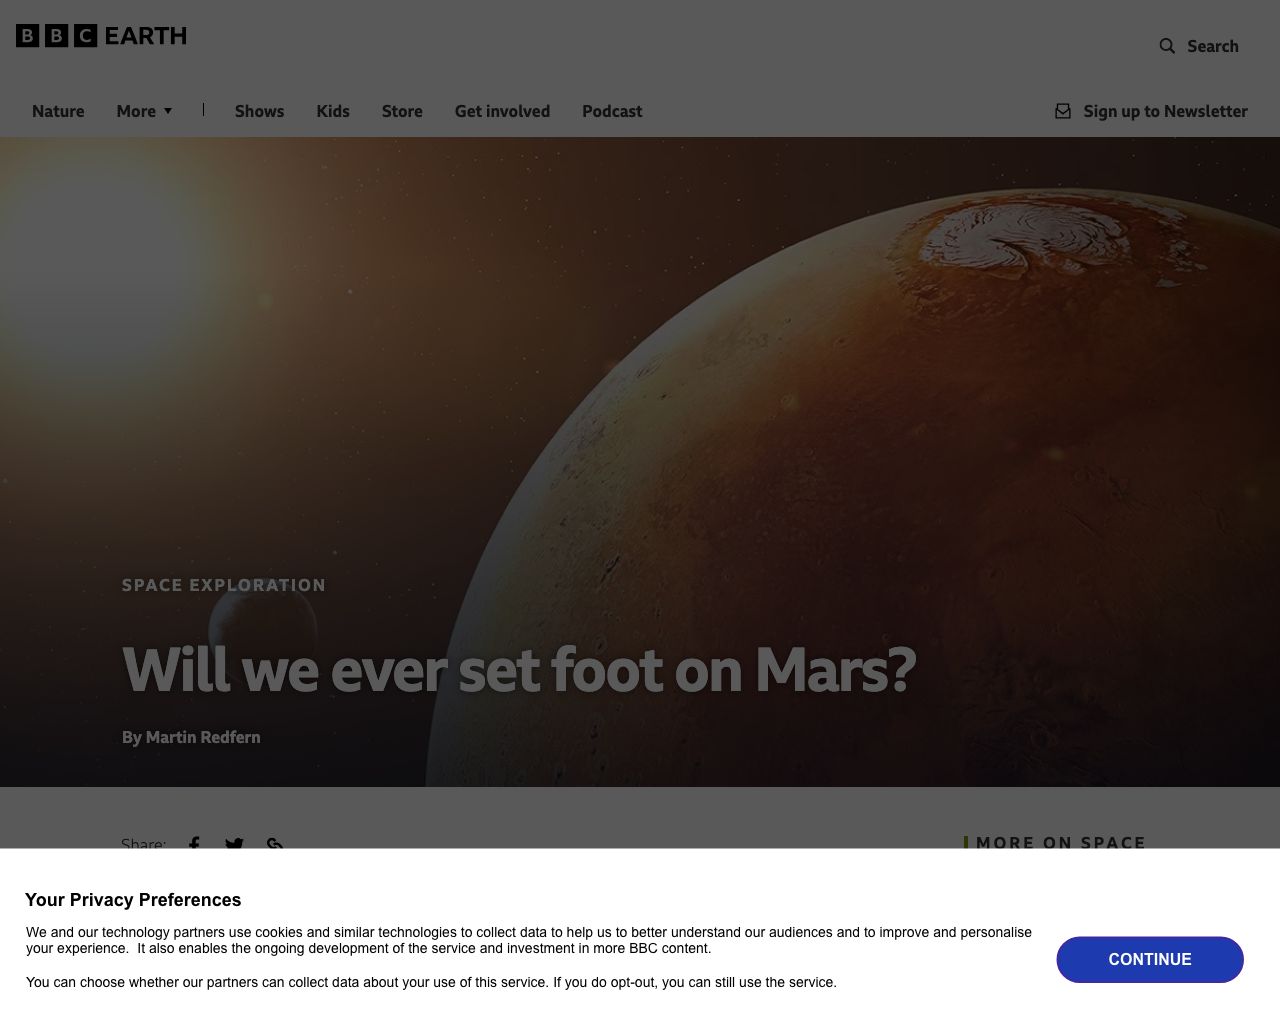 BBC EARTH
Search
Nature More Shows Kids Store Get involved Podcast Sign up to Newsletter
SPACE EXPLORATION
Will we ever set foot on Mars?
By Martin Redfern
Share: MORE ON SPACE
Your Privacy Preferences
We and our technology partners use cookies and similar technologies to collect data to help us to better understand our audiences and to improve and personalise
your experience.  It also enables the ongoing development of the service and investment in more BBC content.
CONTINUE
You can choose whether our partners can collect data about your use of this service. If you do opt-out, you can still use the service.